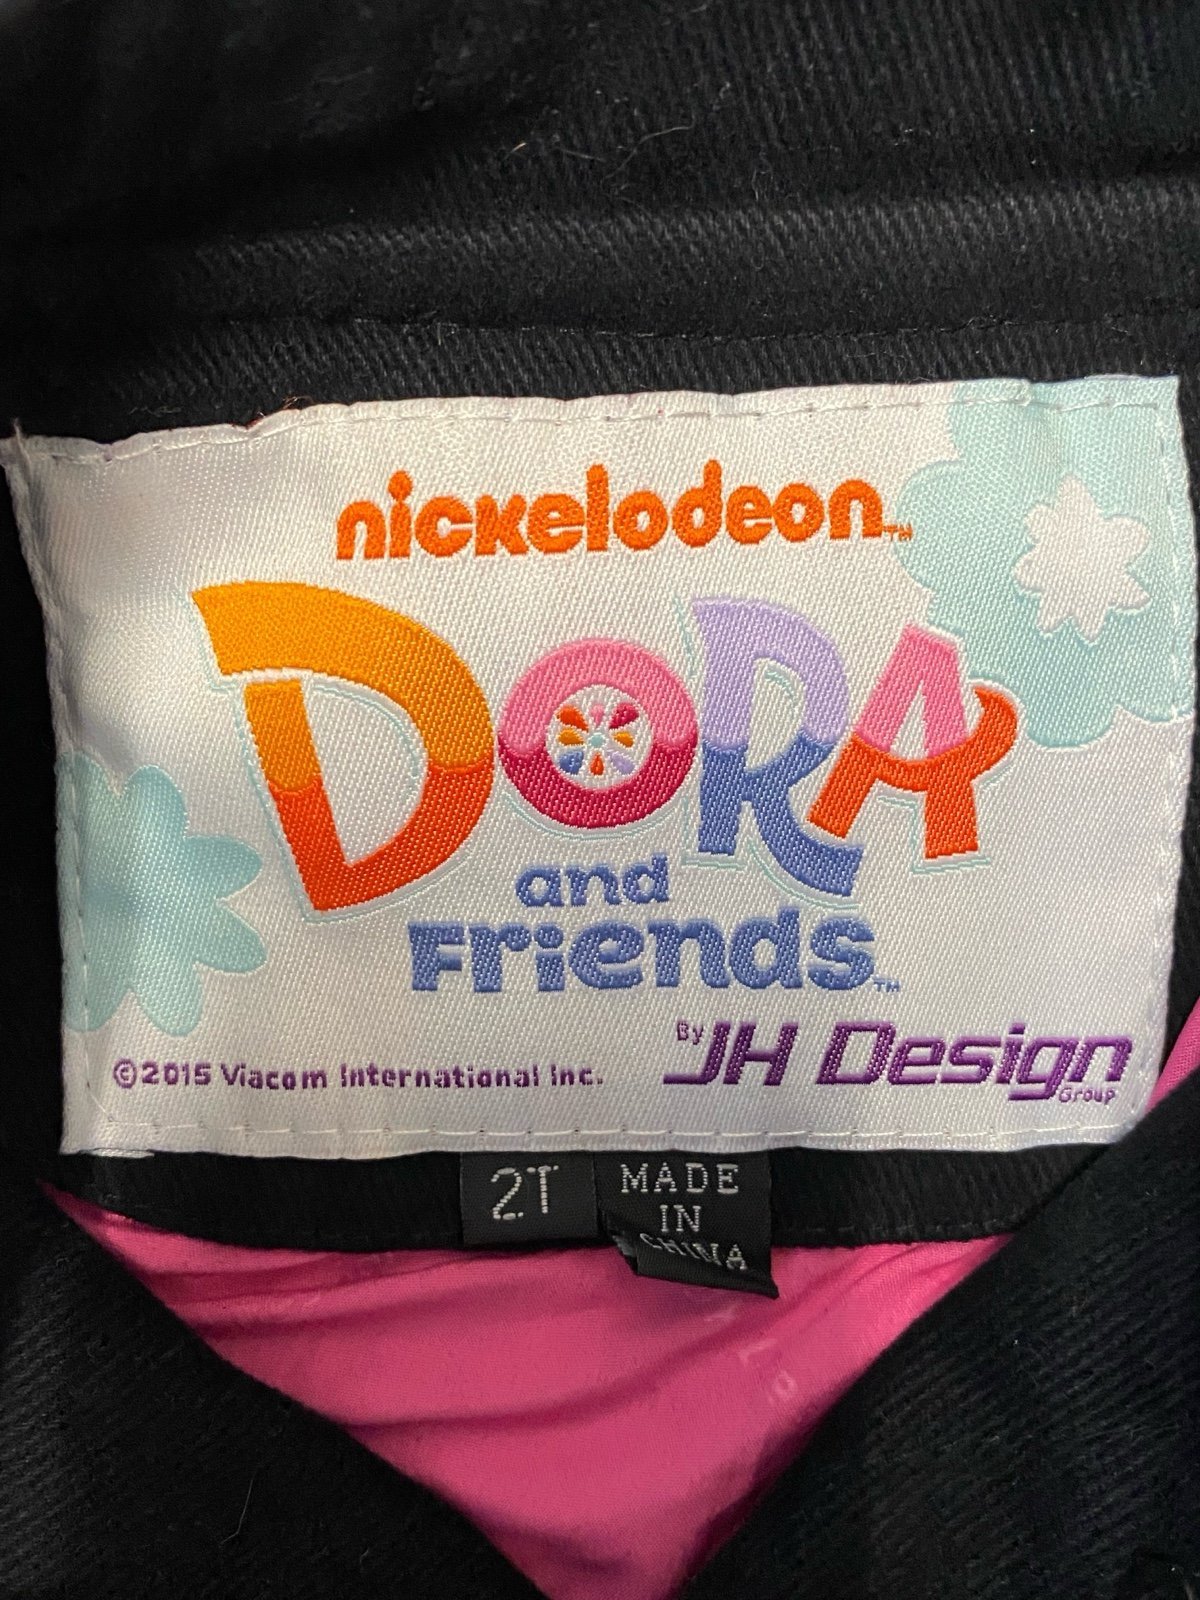 nickelodeon™
DORA
and
Friends™
By JH Design
Group
©2015 Viacom International Inc.
2T
MADE
IN
CHINA